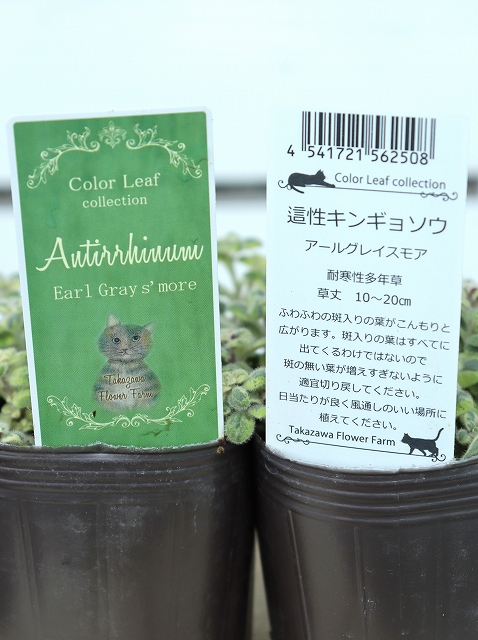 Color Leaf
collection
Antirrhinum
Earl Gray s'more
Takazawa
Flower Farm
4 541721 562508
Color Leaf collection
這性キンギョソウ
アールグレイスモア
耐寒性多年草
草丈 10～20㎝
ふわふわの斑入りの葉がこんもりと
広がります。斑入りの葉はすべてに
出てくるわけではないので
斑の無い葉が増えすぎないように
適宜切り戻してください。
日当たりが良く風通しのいい場所に
植えてください。
Takazawa Flower Farm